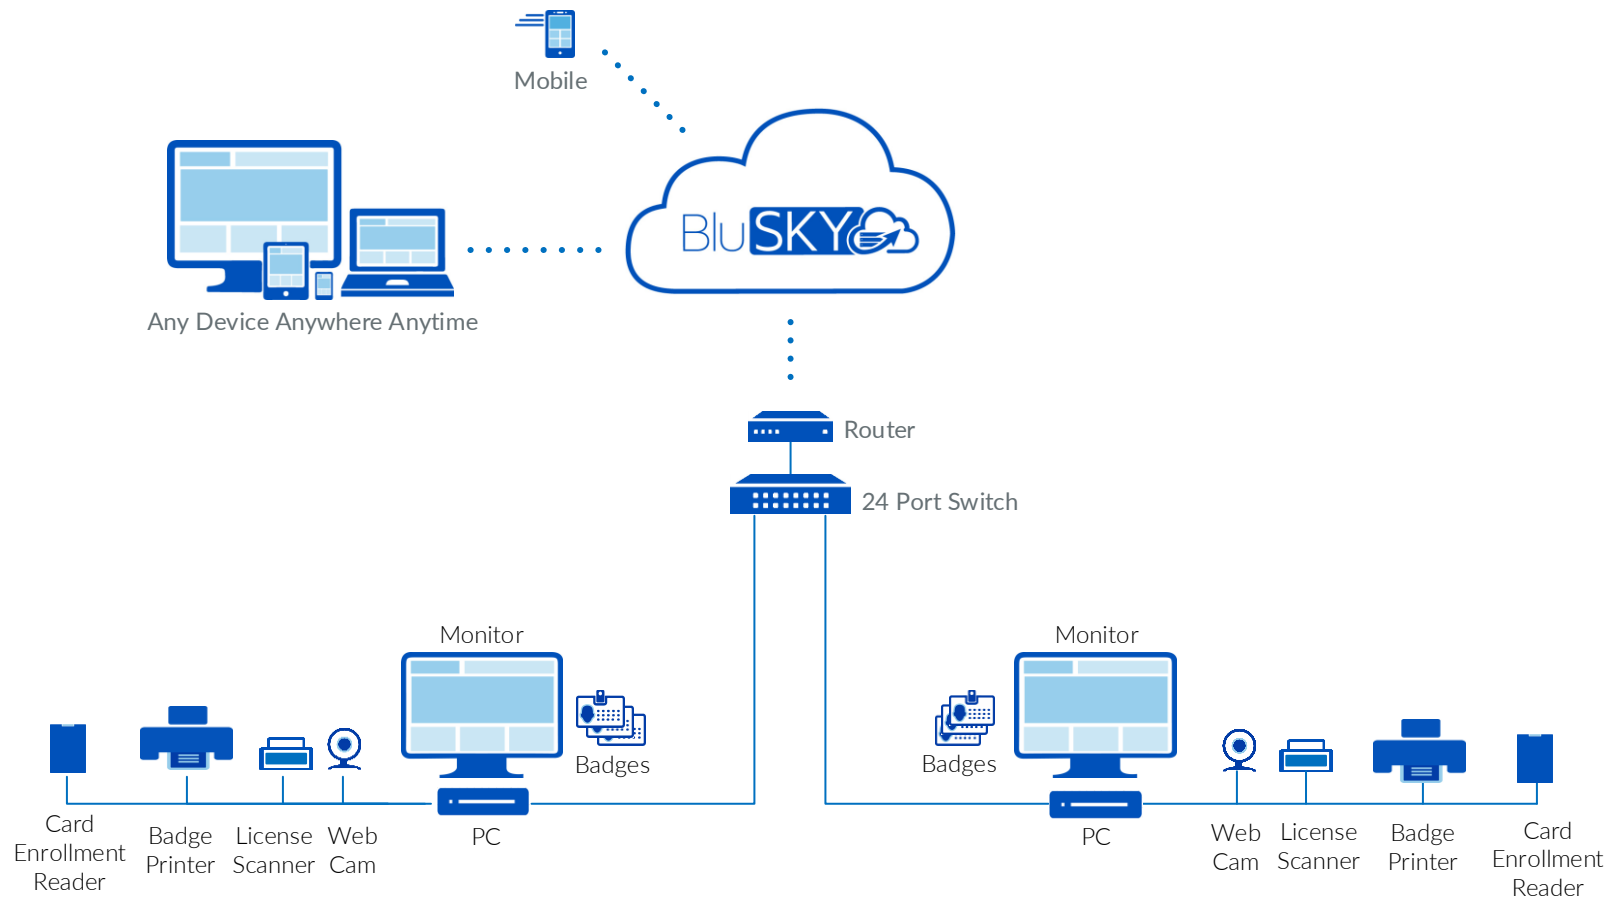 Mobile
BluSKY
Any Device Anywhere Anytime
Router
24 Port Switch
Monitor
Monitor
Badges
Badges
Card
Enrollment
Reader
Badge
Printer
License
Scanner
Web
Cam
PC
PC
Web
Cam
License
Scanner
Badge
Printer
Card
Enrollment
Reader